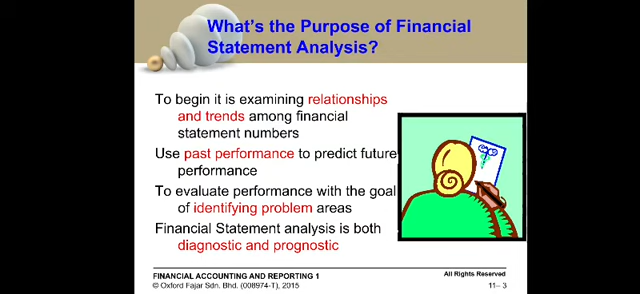 What's the Purpose of Financial
Statement Analysis?
To begin it is examining relationships
and trends among financial
statement numbers
Use past performance to predict future
performance
To evaluate performance with the goal
of identifying problem areas
Financial Statement analysis is both
diagnostic and prognostic
FINANCIAL ACCOUNTING AND REPORTING 1
All Rights Reserved
© Oxford Fajar Sdn. Bhd. (008974-T), 2015
11– 3